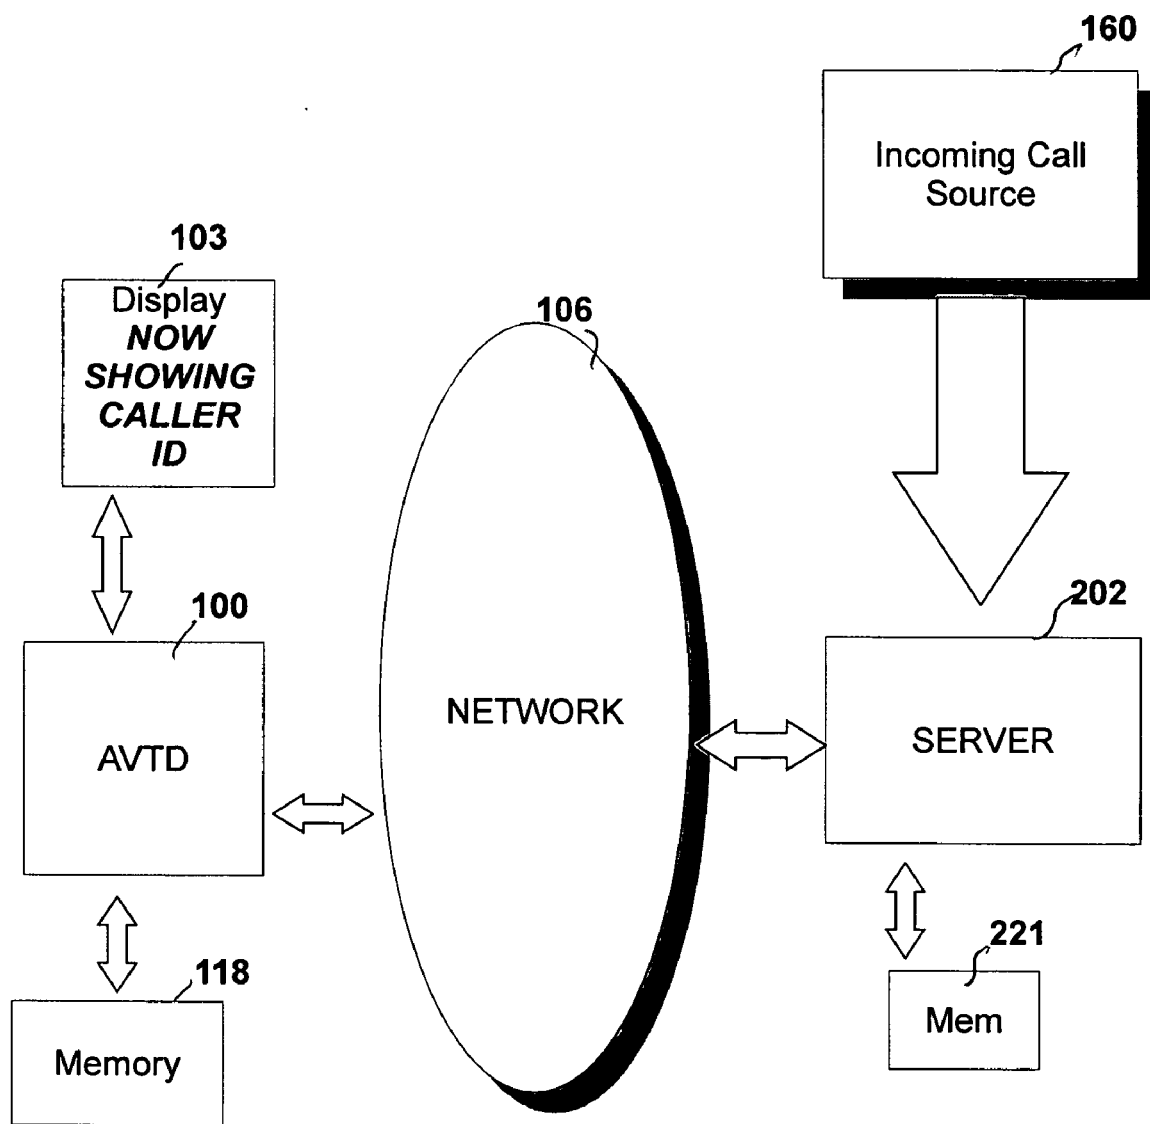 160
Incoming Call
Source
103
Display
NOW
SHOWING
CALLER
ID
106
100
AVTD
NETWORK
202
SERVER
118
Memory
221
Mem